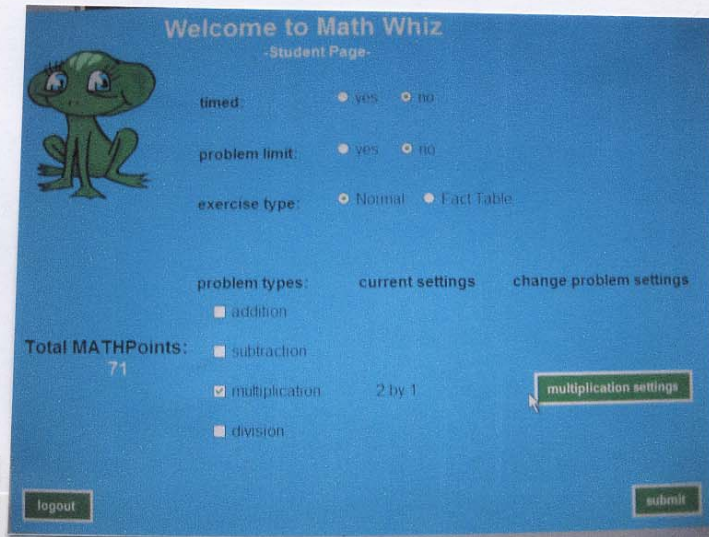 Welcome to Math Whiz
-Student Page-
timed: yes no
problem limit: yes no
exercise type: Normal Fact Table
problem types: current settings change problem settings
addition
Total MATHPoints: subtraction
71
multiplication 2 by 1 multiplication settings
division
logout submit